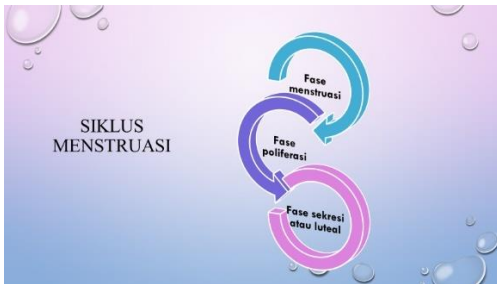 SIKLUS
MENSTRUASI
Fase
menstruasi
Fase
poliferasi
Fase sekresi
atau luteal